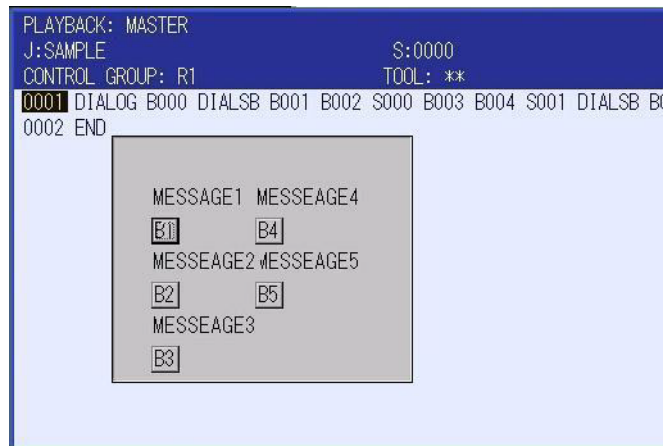 PLAYBACK: MASTER
J:SAMPLE S:0000
CONTROL GROUP: R1 TOOL: **
0001 DIALOG B000 DIALSB B001 B002 S000 B003 B004 S001 DIALSB
0002 END
MESSAGE1 MESSEAGE4
B1 B4
MESSEAGE2 MESSEAGE5
B2 B5
MESSEAGE3
B3